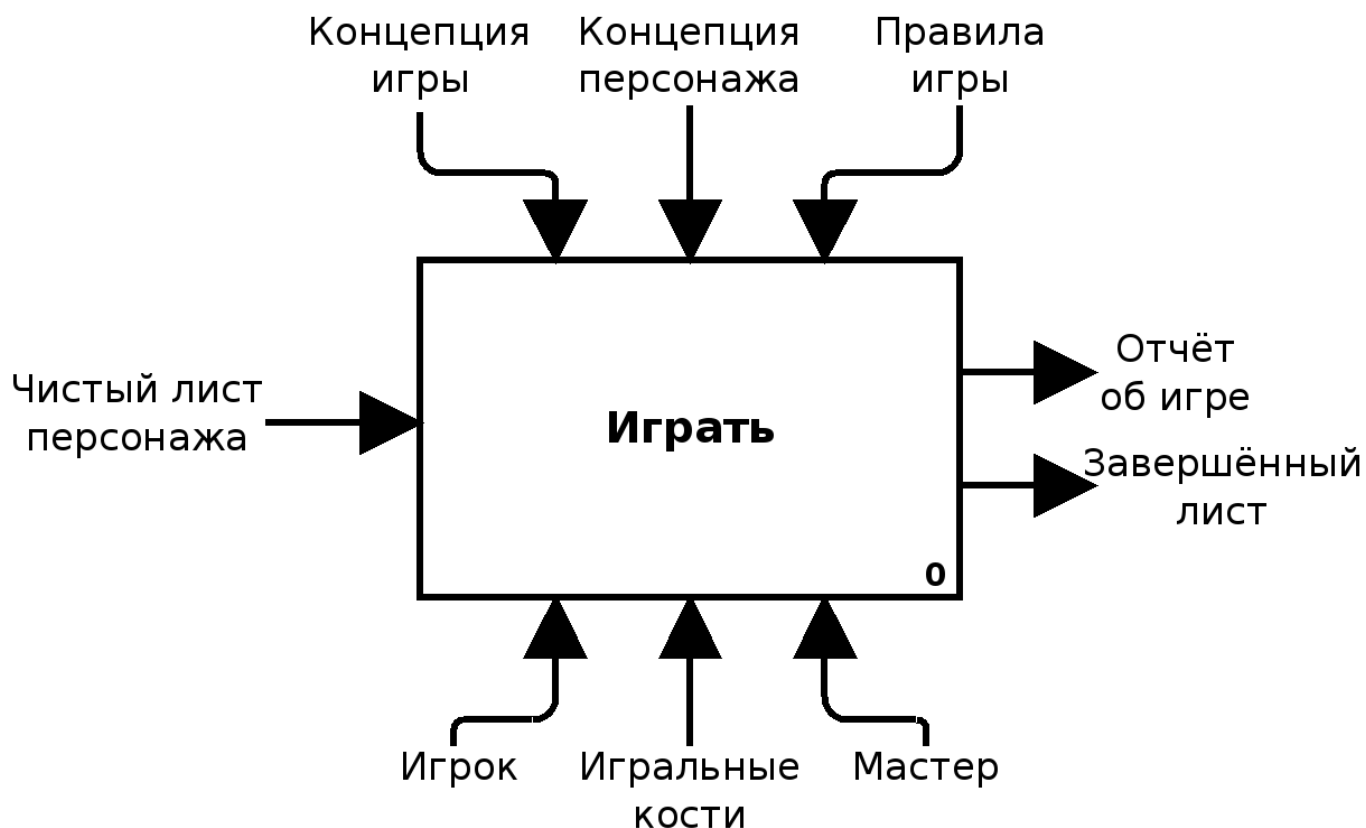 Концепция
игры
Концепция
персонажа
Правила
игры
Чистый лист
персонажа
Играть
0
Отчёт
об игре
Завершённый
лист
Игрок
Игральные
кости
Мастер